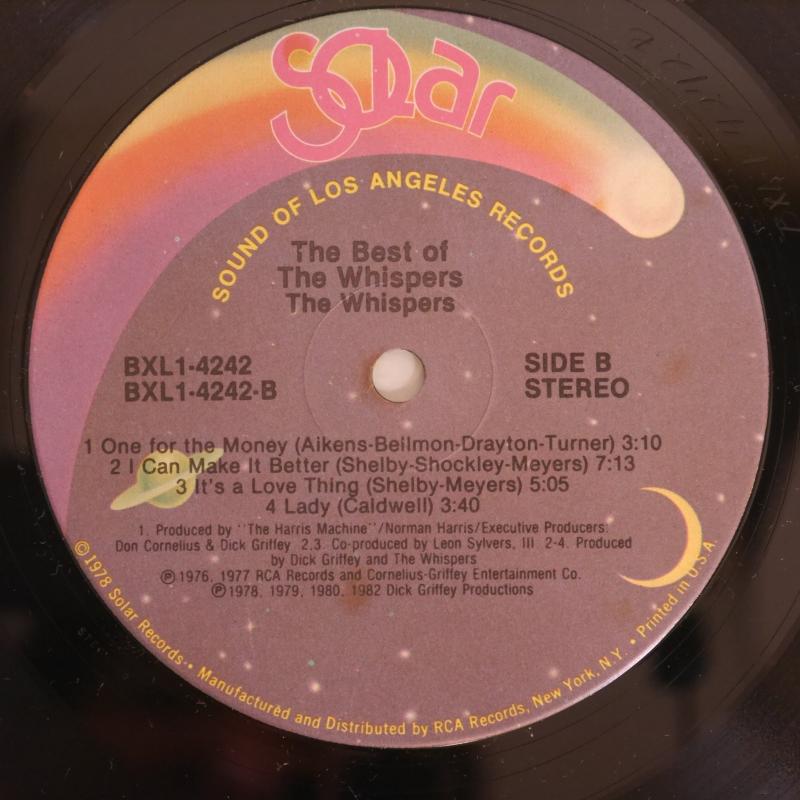 Solar
SOUND OF LOS ANGELES RECORDS
The Best of
The Whispers
The Whispers
BXL1-4242
BXL1-4242-B
SIDE B
STEREO
1 One for the Money (Aikens-Bellmon-Drayton-Turner) 3:10
2 I Can Make It Better (Shelby-Shockley-Meyers) 7:13
3 It's a Love Thing (Shelby-Meyers) 5:05
4 Lady (Caldwell) 3:40
1. Produced by "The Harris Machine"/Norman Harris/Executive Producers:
Don Cornelius & Dick Griffey 2,3. Co-produced by Leon Sylvers, III 2-4. Produced
by Dick Griffey and The Whispers
℗1976, 1977 RCA Records and Cornelius-Griffey Entertainment Co.
℗1978, 1979, 1980, 1982 Dick Griffey Productions
©1978 Solar Records • Manufactured and Distributed by RCA Records, New York, N.Y. • Printed in U.S.A.